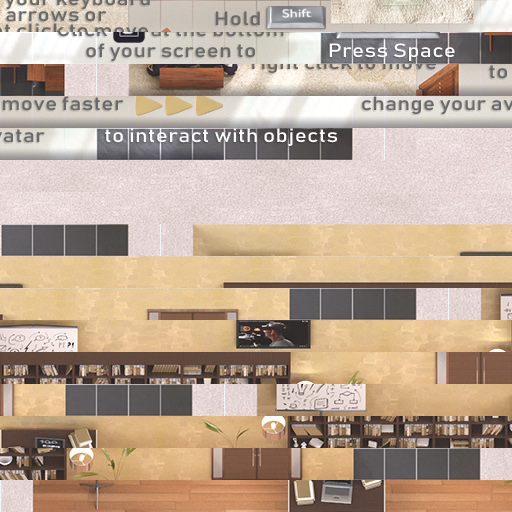 your keyboard
arrows or
Hold Shift
of your screen to
Press Space
right click to move
to
move faster
change your av
vatar
to interact with objects